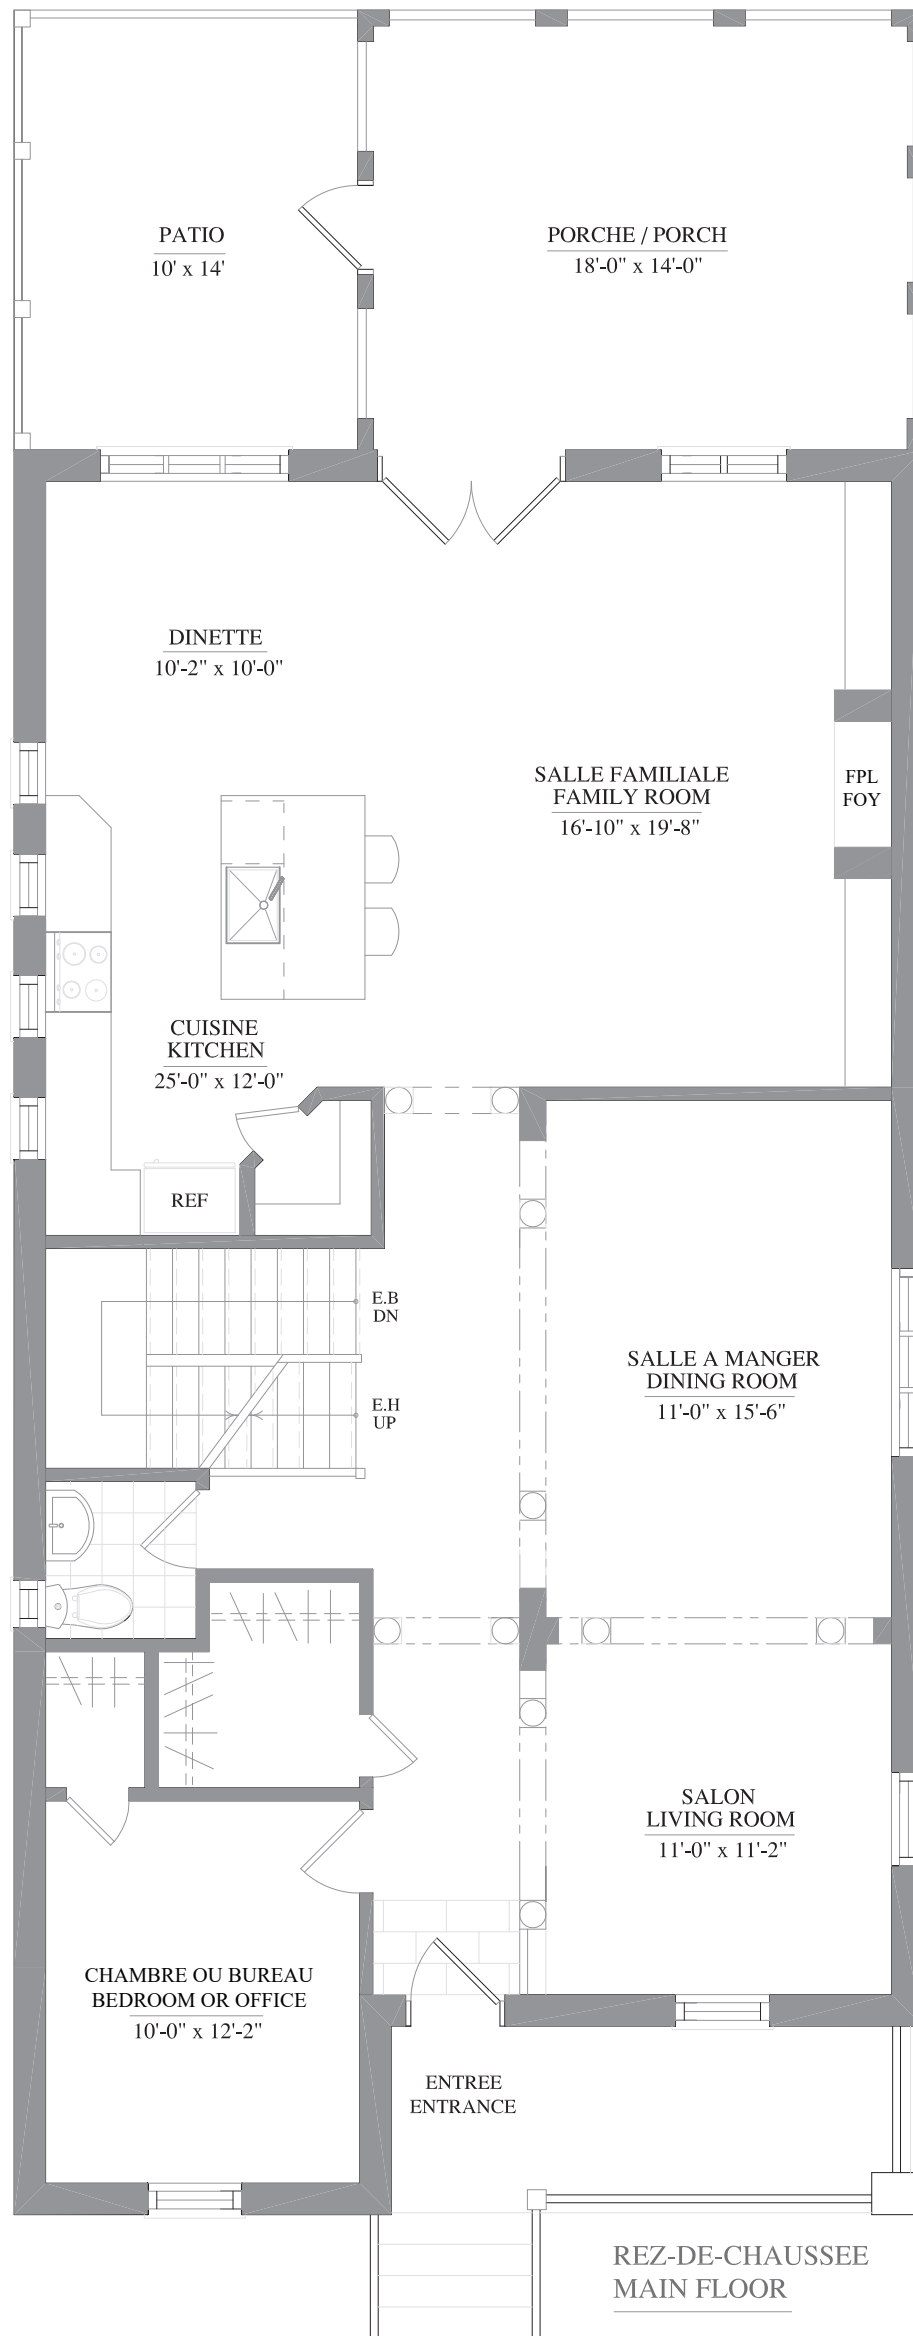 PATIO
10' x 14'
PORCHE / PORCH
18'-0" x 14'-0"
DINETTE
10'-2" x 10'-0"
SALLE FAMILIALE
FAMILY ROOM
16'-10" x 19'-8"
FPL
FOY
CUISINE
KITCHEN
25'-0" x 12'-0"
REF
E.B
DN
E.H
UP
SALLE A MANGER
DINING ROOM
11'-0" x 15'-6"
SALON
LIVING ROOM
11'-0" x 11'-2"
CHAMBRE OU BUREAU
BEDROOM OR OFFICE
10'-0" x 12'-2"
ENTREE
ENTRANCE
REZ-DE-CHAUSSEE
MAIN FLOOR